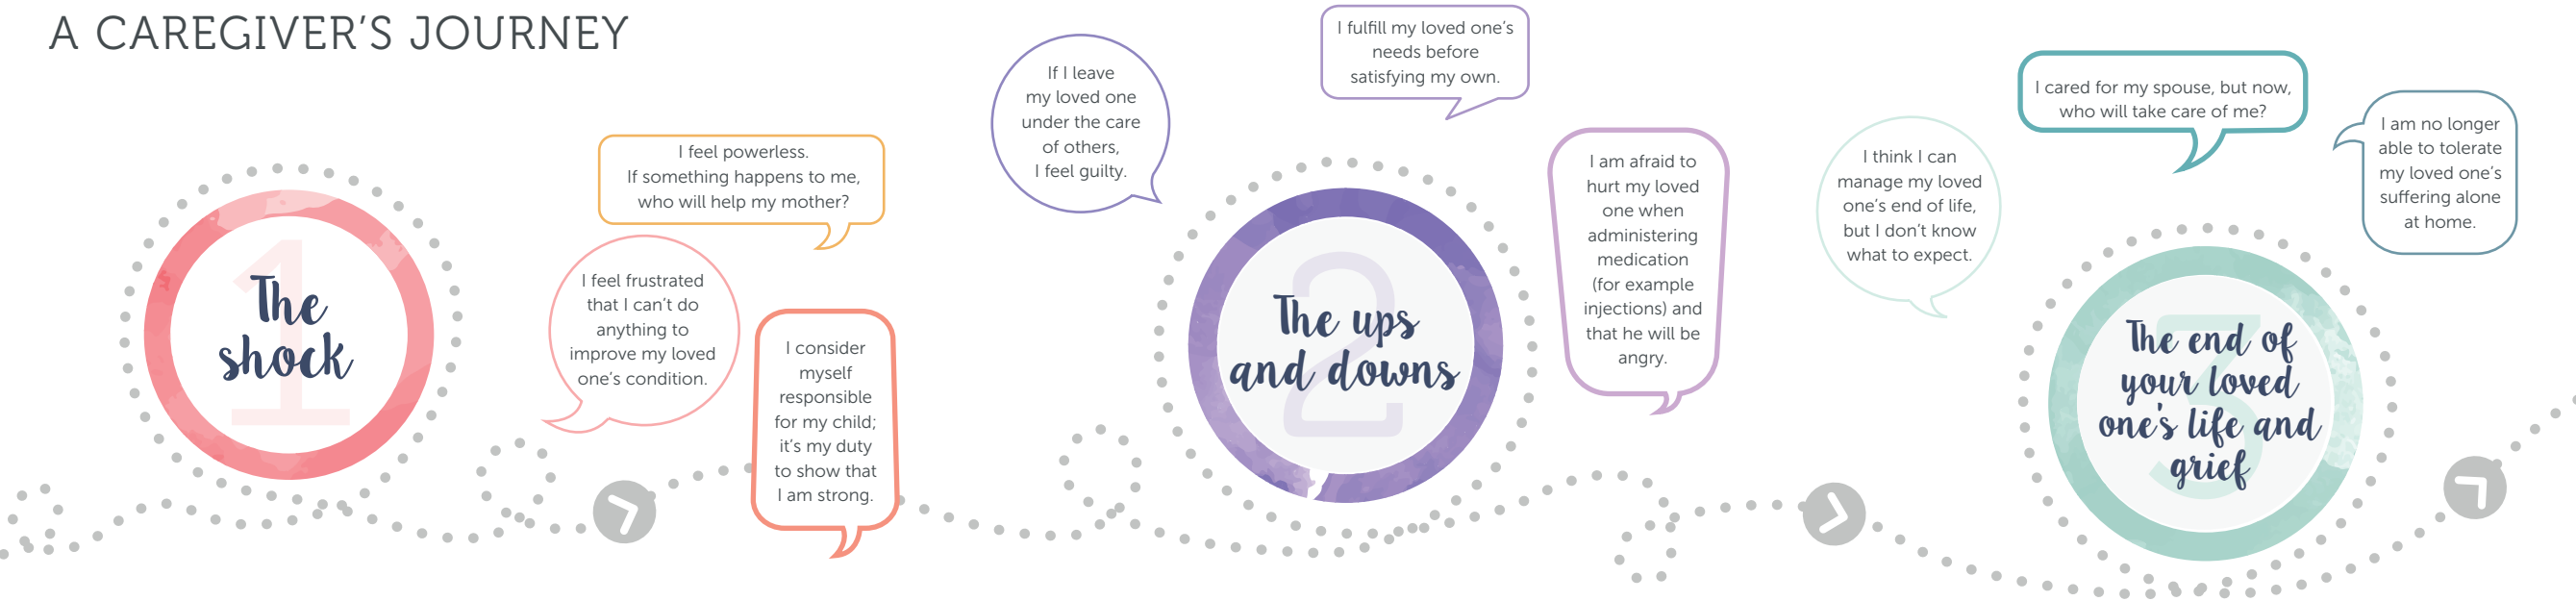 A CAREGIVER'S JOURNEY
1
The
shock
I feel powerless.
If something happens to me,
who will help my mother?
I feel frustrated
that I can't do
anything to
improve my loved
one's condition.
I consider
myself
responsible
for my child;
it's my duty
to show that
I am strong.
If I leave
my loved one
under the care
of others,
I feel guilty.
I fulfill my loved one's
needs before
satisfying my own.
2
The ups
and downs
I am afraid to
hurt my loved
one when
administering
medication
(for example
injections) and
that he will be
angry.
I think I can
manage my loved
one's end of life,
but I don't know
what to expect.
I cared for my spouse, but now,
who will take care of me?
I am no longer
able to tolerate
my loved one's
suffering alone
at home.
3
The end of
your loved
one's life and
grief